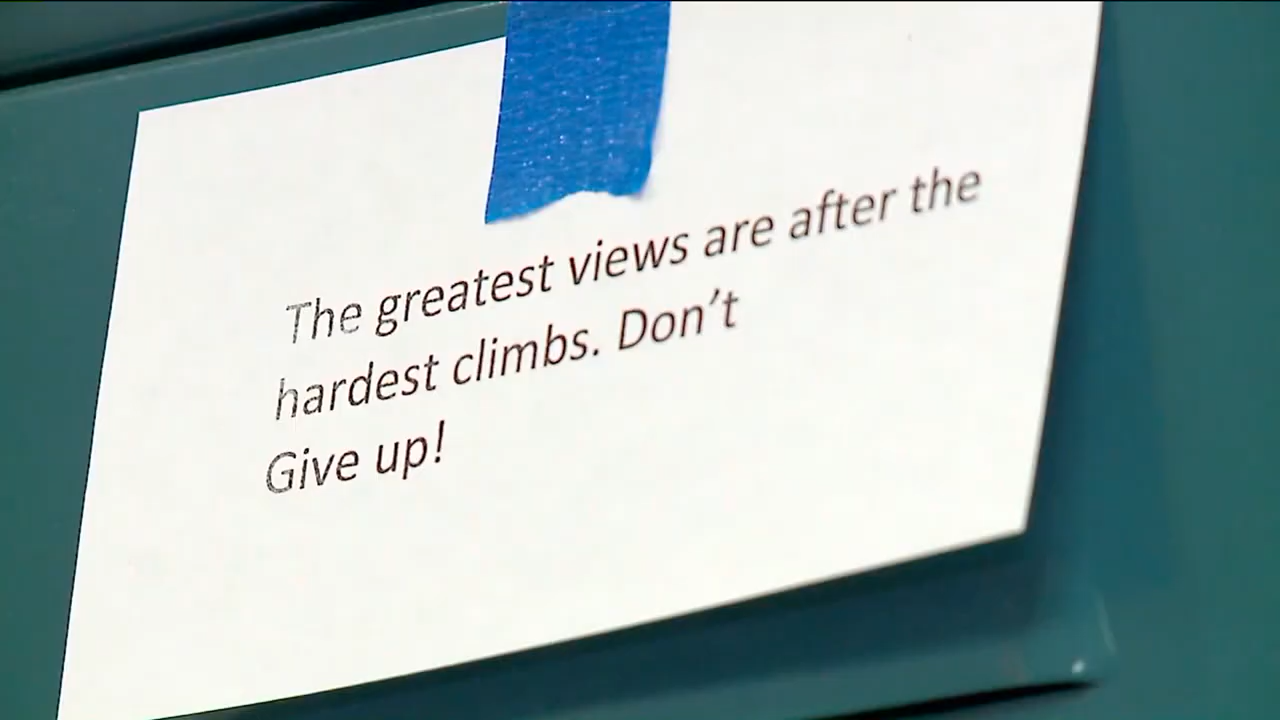 The greatest views are after the
hardest climbs. Don’t
Give up!